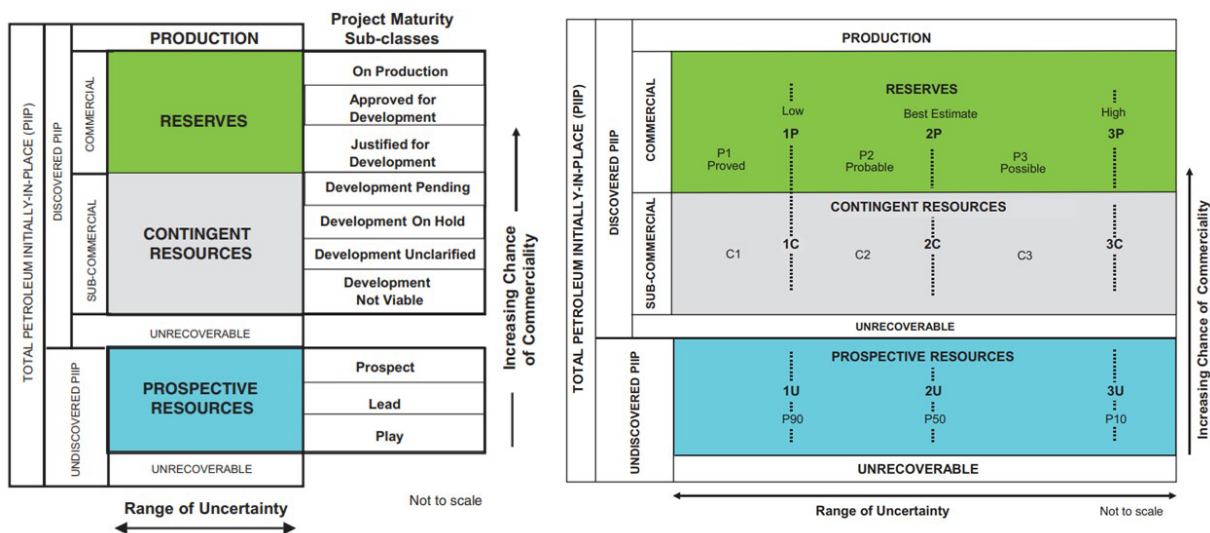 Project Maturity
Sub-classes
TOTAL PETROLEUM INITIALLY-IN-PLACE (PIIP)
DISCOVERED PIIP
UNDISCOVERED PIIP
COMMERCIAL
SUB-COMMERCIAL
PRODUCTION
RESERVES
On Production
Approved for
Development
Justified for
Development
CONTINGENT
RESOURCES
Development Pending
Development On Hold
Development Unclarified
Development
Not Viable
UNRECOVERABLE
PROSPECTIVE
RESOURCES
Prospect
Lead
Play
UNRECOVERABLE
Increasing Chance
of Commerciality
Range of Uncertainty
Not to scale
TOTAL PETROLEUM INITIALLY-IN-PLACE (PIIP)
DISCOVERED PIIP
UNDISCOVERED PIIP
COMMERCIAL
SUB-COMMERCIAL
PRODUCTION
RESERVES
Low
Best Estimate
High
1P
2P
3P
P1
Proved
P2
Probable
P3
Possible
CONTINGENT RESOURCES
1C
2C
3C
C1
C2
C3
UNRECOVERABLE
PROSPECTIVE RESOURCES
1U
2U
3U
P90
P50
P10
UNRECOVERABLE
Increasing Chance of Commerciality
Range of Uncertainty
Not to scale